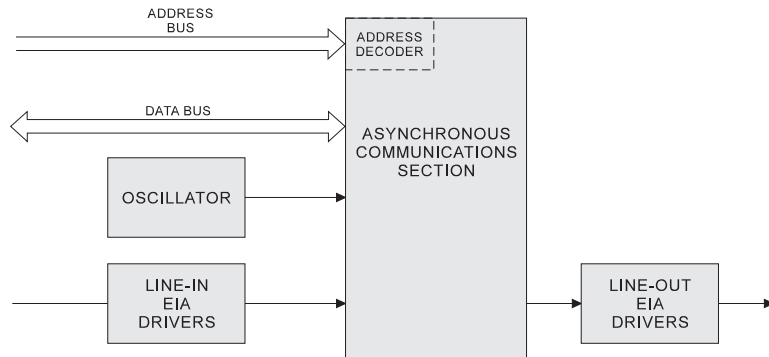 ADDRESS
BUS
ADDRESS
DECODER
DATA BUS
ASYNCHRONOUS
COMMUNICATIONS
SECTION
OSCILLATOR
LINE-IN
EIA
DRIVERS
LINE-OUT
EIA
DRIVERS